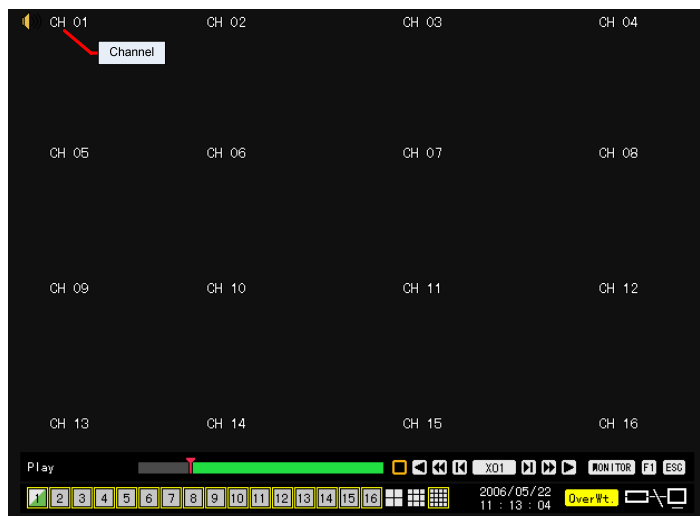 CH 01 CH 02 CH 03 CH 04
Channel
CH 05 CH 06 CH 07 CH 08
CH 09 CH 10 CH 11 CH 12
CH 13 CH 14 CH 15 CH 16
Play X01 MONITOR F1 ESC
1 2 3 4 5 6 7 8 9 10 11 12 13 14 15 16 2006/05/22 OverWt.
11 : 13 : 04